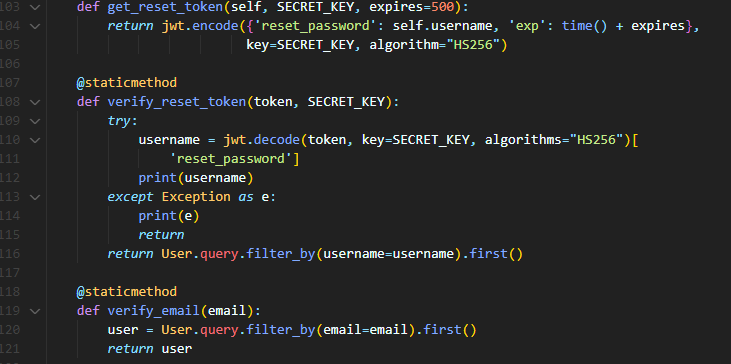 103 def get_reset_token(self, SECRET_KEY, expires=500):
104 return jwt.encode({'reset_password': self.username, 'exp': time() + expires},
105 key=SECRET_KEY, algorithm="HS256")
106
107 @staticmethod
108 def verify_reset_token(token, SECRET_KEY):
109 try:
110 username = jwt.decode(token, key=SECRET_KEY, algorithms="HS256")[
111 'reset_password']
112 print(username)
113 except Exception as e:
114 print(e)
115 return
116 return User.query.filter_by(username=username).first()
117
118 @staticmethod
119 def verify_email(email):
120 user = User.query.filter_by(email=email).first()
121 return user